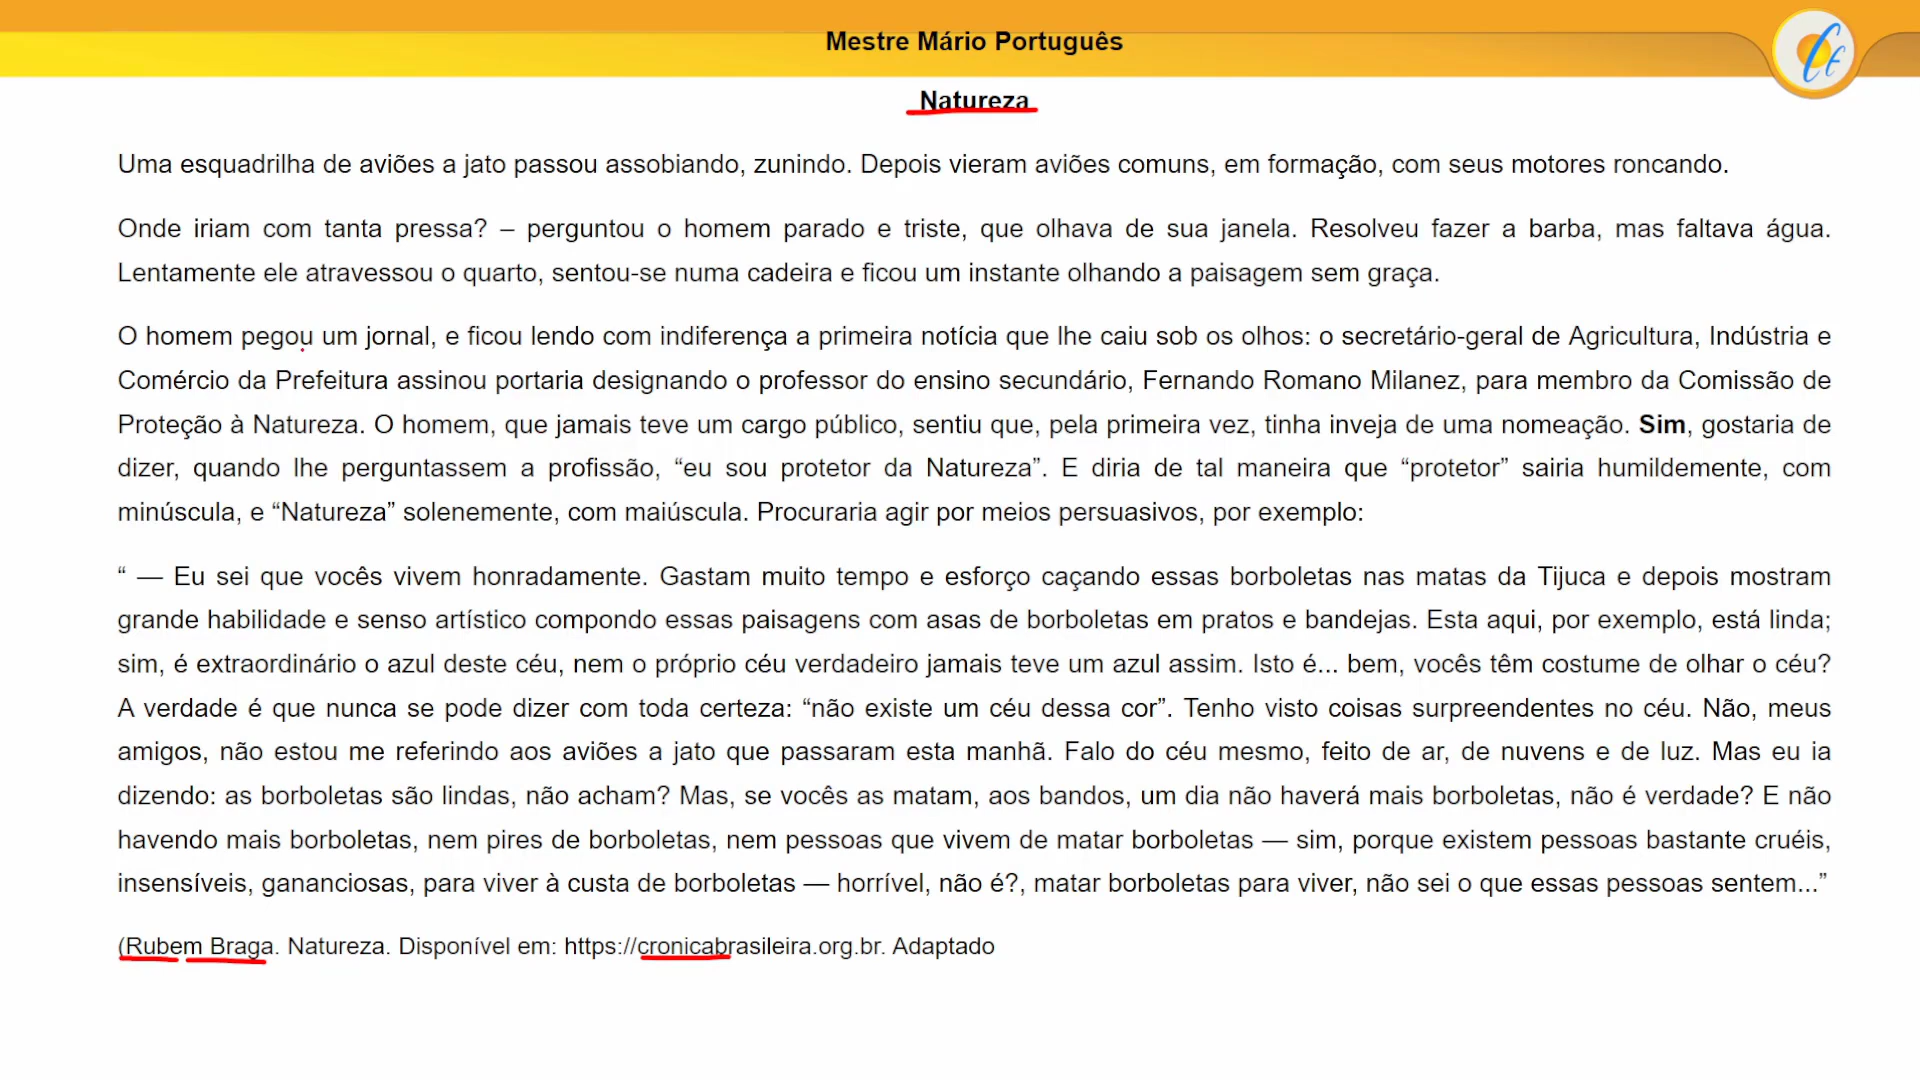 Mestre Mário Português
Natureza
Uma esquadrilha de aviões a jato passou assobiando, zunindo. Depois vieram aviões comuns, em formação, com seus motores roncando.
Onde iriam com tanta pressa? – perguntou o homem parado e triste, que olhava de sua janela. Resolveu fazer a barba, mas faltava água.
Lentamente ele atravessou o quarto, sentou-se numa cadeira e ficou um instante olhando a paisagem sem graça.
O homem pegou um jornal, e ficou lendo com indiferença a primeira notícia que lhe caiu sob os olhos: o secretário-geral de Agricultura, Indústria e
Comércio da Prefeitura assinou portaria designando o professor do ensino secundário, Fernando Romano Milanez, para membro da Comissão de
Proteção à Natureza. O homem, que jamais teve um cargo público, sentiu que, pela primeira vez, tinha inveja de uma nomeação. Sim, gostaria de
dizer, quando lhe perguntassem a profissão, “eu sou protetor da Natureza”. E diria de tal maneira que “protetor” sairia humildemente, com
minúscula, e “Natureza” solenemente, com maiúscula. Procuraria agir por meios persuasivos, por exemplo:
“ — Eu sei que vocês vivem honradamente. Gastam muito tempo e esforço caçando essas borboletas nas matas da Tijuca e depois mostram
grande habilidade e senso artístico compondo essas paisagens com asas de borboletas em pratos e bandejas. Esta aqui, por exemplo, está linda;
sim, é extraordinário o azul deste céu, nem o próprio céu verdadeiro jamais teve um azul assim. Isto é... bem, vocês têm costume de olhar o céu?
A verdade é que nunca se pode dizer com toda certeza: “não existe um céu dessa cor”. Tenho visto coisas surpreendentes no céu. Não, meus
amigos, não estou me referindo aos aviões a jato que passaram esta manhã. Falo do céu mesmo, feito de ar, de nuvens e de luz. Mas eu ia
dizendo: as borboletas são lindas, não acham? Mas, se vocês as matam, aos bandos, um dia não haverá mais borboletas, não é verdade? E não
havendo mais borboletas, nem pires de borboletas, nem pessoas que vivem de matar borboletas — sim, porque existem pessoas bastante cruéis,
insensíveis, gananciosas, para viver à custa de borboletas — horrível, não é?, matar borboletas para viver, não sei o que essas pessoas sentem...”
(Rubem Braga. Natureza. Disponível em: https://cronicabrasileira.org.br. Adaptado